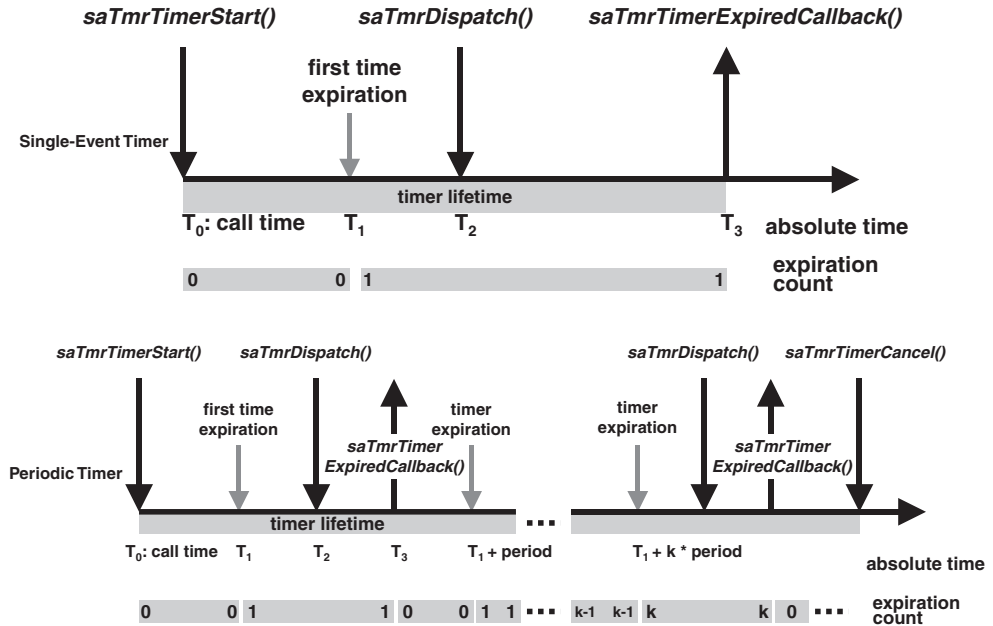 saTmrTimerStart() saTmrDispatch() saTmrTimerExpiredCallback()
first time
expiration
Single-Event Timer
timer lifetime
T0: call time T1 T2 T3 absolute time
0 0 1 1 expiration
count
saTmrTimerStart() saTmrDispatch() saTmrDispatch() saTmrTimerCancel()
first time
expiration
timer
expiration
timer
expiration
saTmrTimer
ExpiredCallback()
saTmrTimer
ExpiredCallback()
Periodic Timer
timer lifetime
T0: call time T1 T2 T3 T1 + period T1 + k * period
absolute time
0 0 1 1 0 0 1 1 k-1 k-1 k k 0 expiration
count